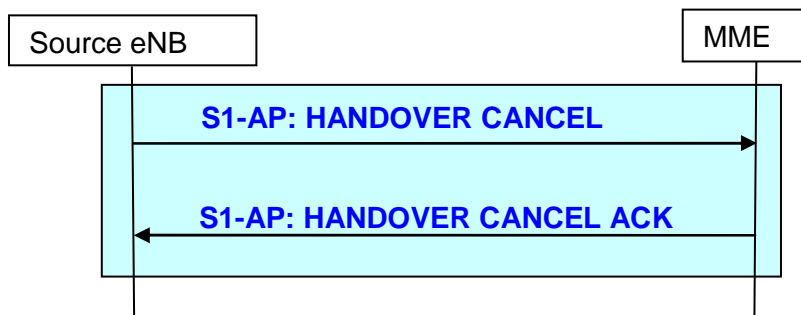 Source eNB
MME
S1-AP: HANDOVER CANCEL
S1-AP: HANDOVER CANCEL ACK